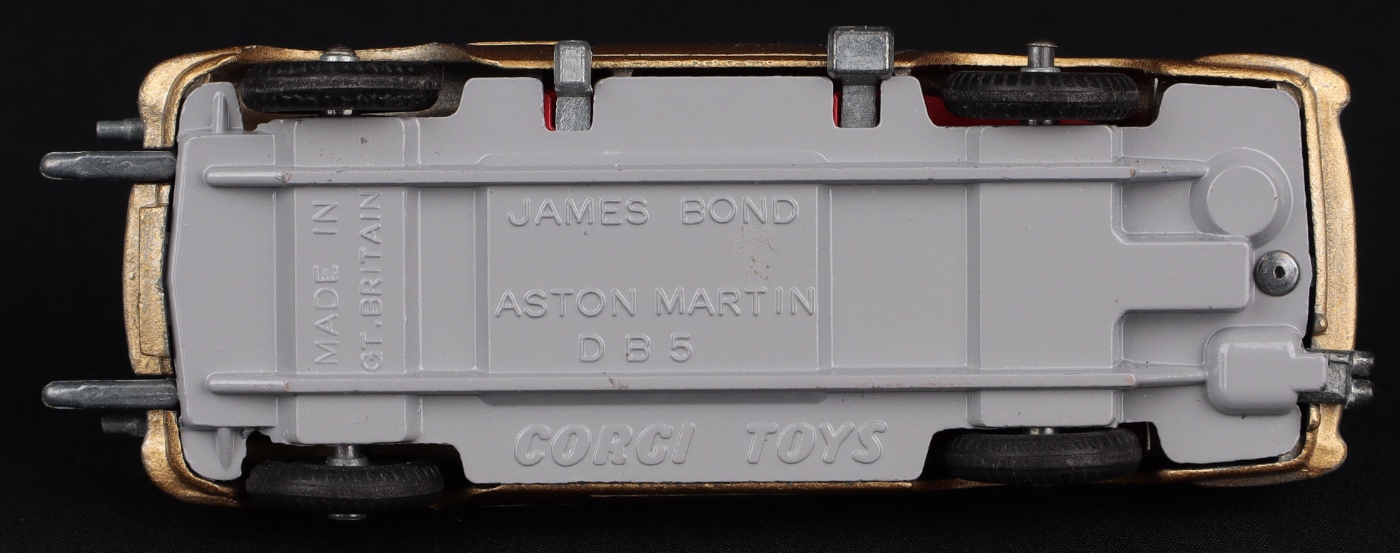 MADE IN
GT. BRITAIN
JAMES BOND
ASTON MARTIN
D B 5
CORGI TOYS